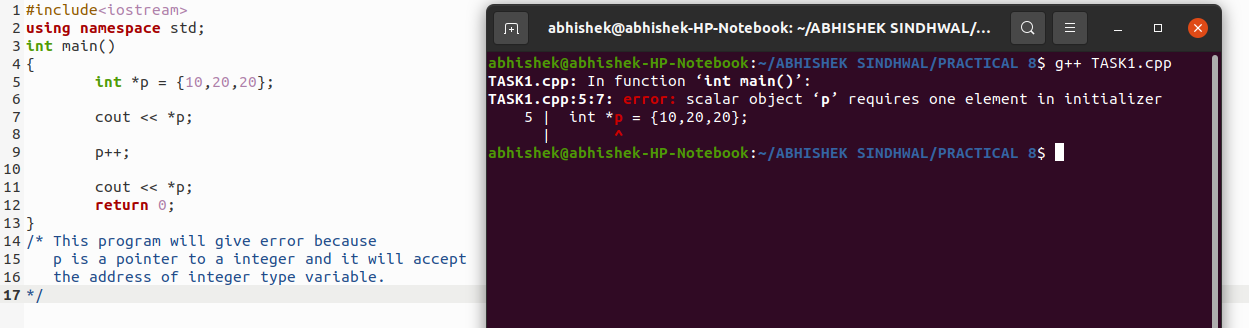 1 #include<iostream>
2 using namespace std;
3 int main()
4 {
5 int *p = {10,20,20};
6
7 cout << *p;
8
9 p++;
10
11 cout << *p;
12 return 0;
13 }
14 /* This program will give error because
15 p is a pointer to a integer and it will accept
16 the address of integer type variable.
17 */
abhishek@abhishek-HP-Notebook: ~/ABHISHEK SINDHWAL/...
abhishek@abhishek-HP-Notebook:~/ABHISHEK SINDHWAL/PRACTICAL 8$ g++ TASK1.cpp
TASK1.cpp: In function ‘int main()’:
TASK1.cpp:5:7: error: scalar object ‘p’ requires one element in initializer
5 | int *p = {10,20,20};
| ^
abhishek@abhishek-HP-Notebook:~/ABHISHEK SINDHWAL/PRACTICAL 8$